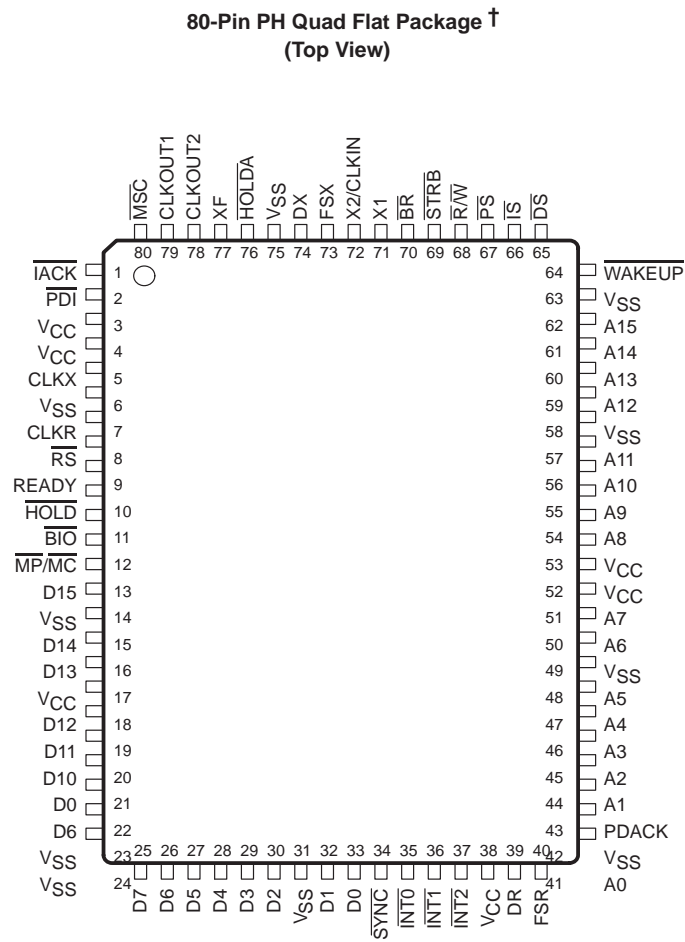 80-Pin PH Quad Flat Package †
(Top View)
MSC CLKOUT1 CLKOUT2 XF HOLDA VSS DX FSX X2/CLKIN X1 BR STRB R/W PS IS DS
80 79 78 77 76 75 74 73 72 71 70 69 68 67 66 65
IACK 1 64 WAKEUP
PDI 2 63 VSS
VCC 3 62 A15
VCC 4 61 A14
CLKX 5 60 A13
VSS 6 59 A12
CLKR 7 58 VSS
RS 8 57 A11
READY 9 56 A10
HOLD 10 55 A9
BIO 11 54 A8
MP/MC 12 53 VCC
D15 13 52 VCC
VSS 14 51 A7
D14 15 50 A6
D13 16 49 VSS
VCC 17 48 A5
D12 18 47 A4
D11 19 46 A3
D10 20 45 A2
D0 21 44 A1
D6 22 43 PDACK
VSS 23 42 VSS
VSS 24 41 A0
25 26 27 28 29 30 31 32 33 34 35 36 37 38 39 40
D7 D6 D5 D4 D3 D2 VSS D1 D0 SYNC INT0 INT1 INT2 VCC DR FSR